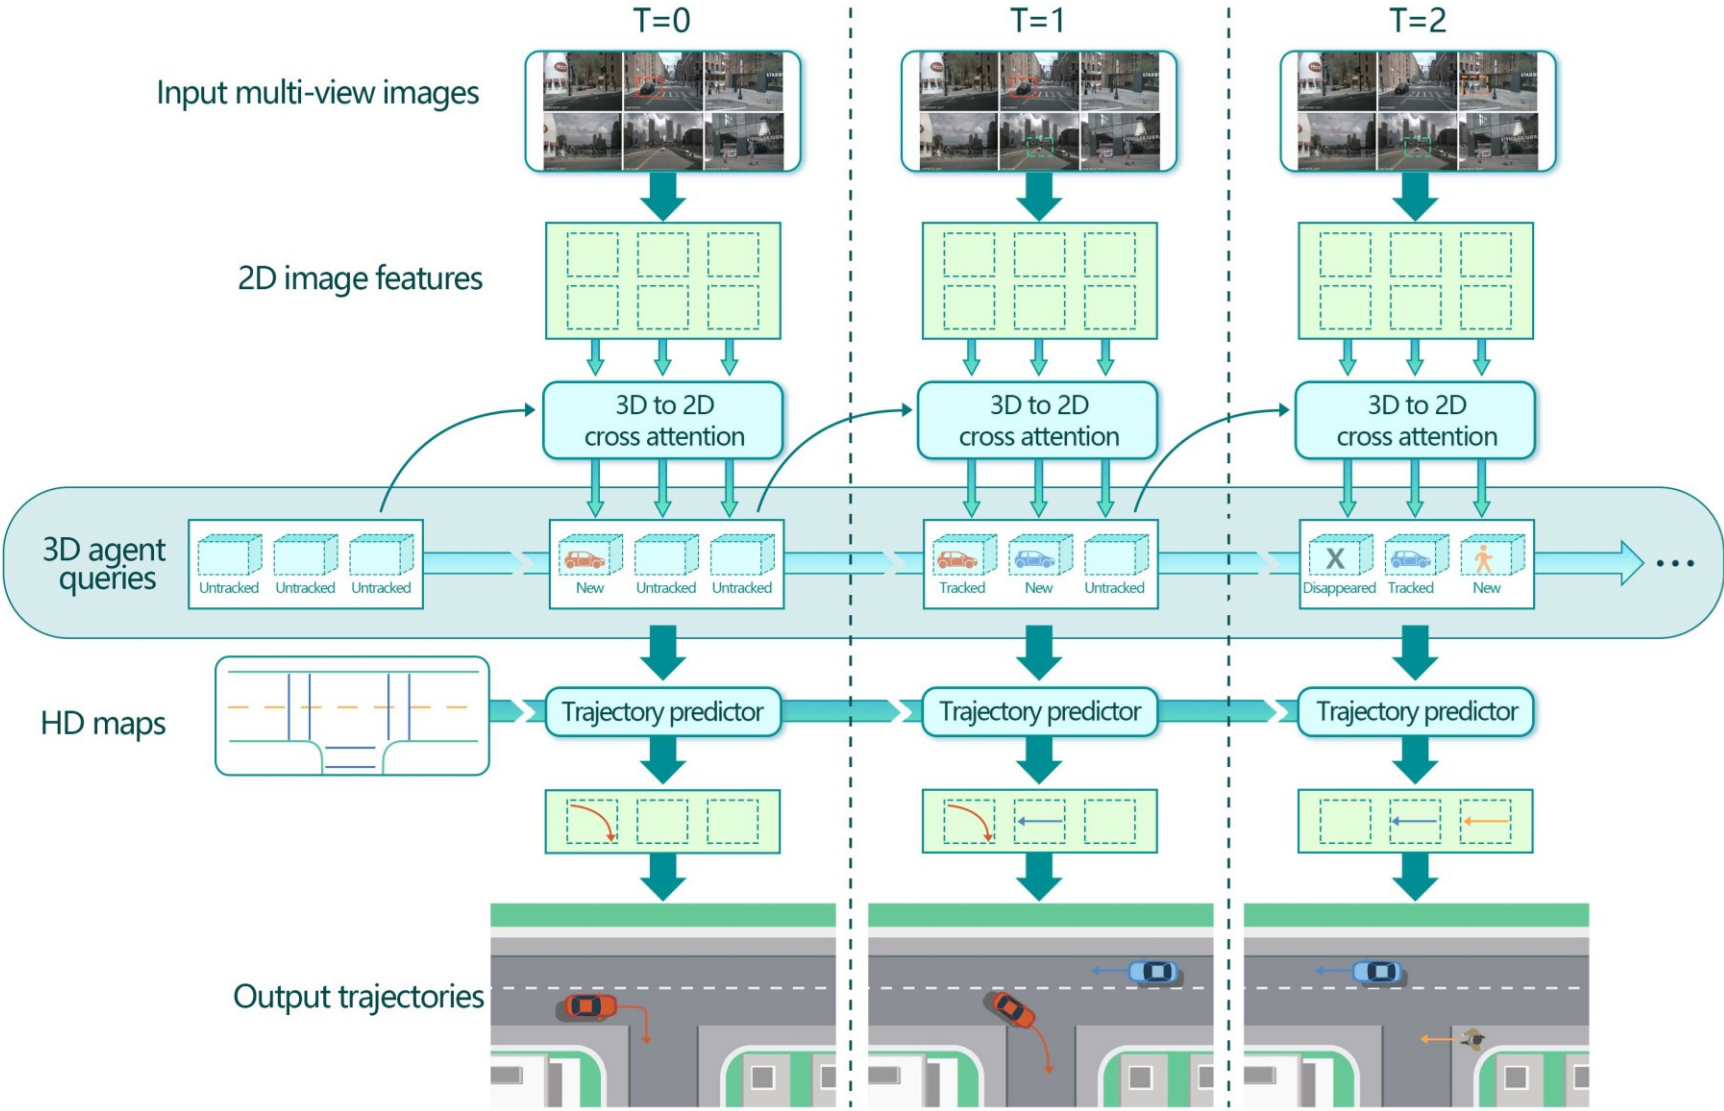 T=0
T=1
T=2
Input multi-view images
2D image features
3D to 2D
cross attention
3D to 2D
cross attention
3D to 2D
cross attention
3D agent
queries
Untracked
Untracked
Untracked
New
Untracked
Untracked
Tracked
New
Untracked
X
Disappeared
Tracked
New
HD maps
Trajectory predictor
Trajectory predictor
Trajectory predictor
Output trajectories